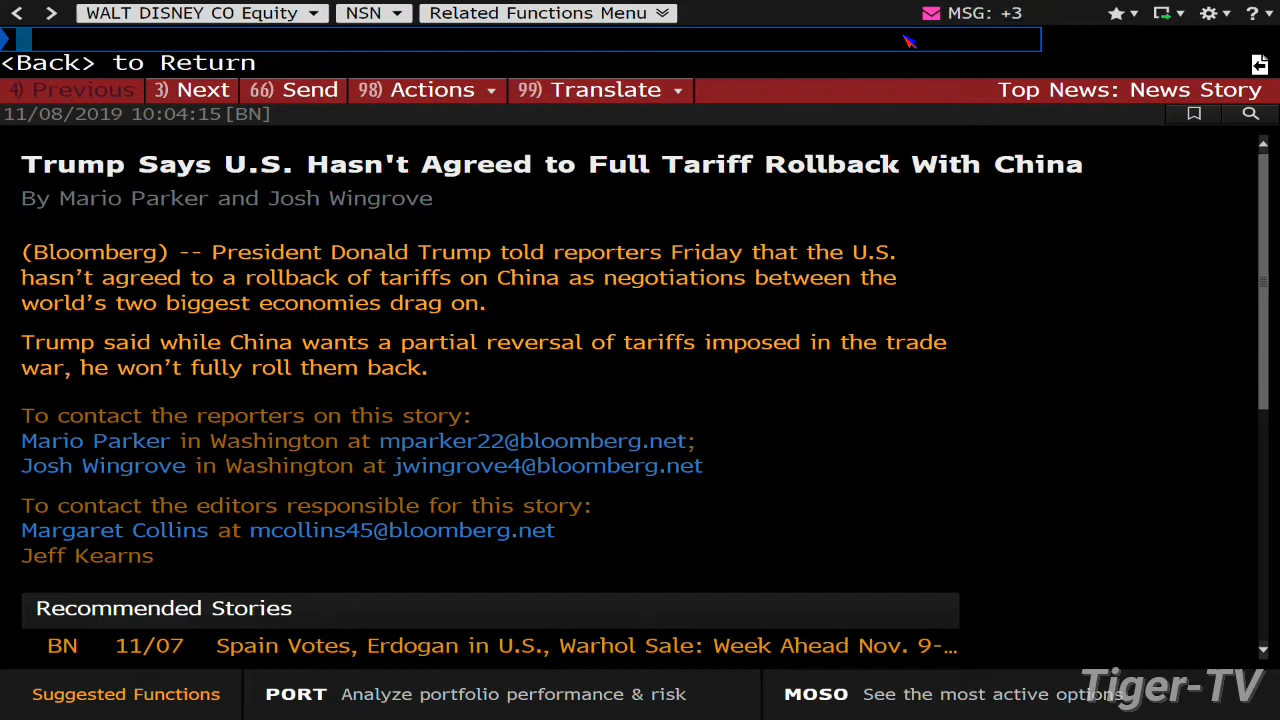 WALT DISNEY CO Equity NSN Related Functions Menu MSG: +3 ?
<Back> to Return
4) Previous 3) Next 66) Send 98) Actions 99) Translate Top News: News Story
11/08/2019 10:04:15[BN]
Trump Says U.S. Hasn't Agreed to Full Tariff Rollback With China
By Mario Parker and Josh Wingrove
(Bloomberg) -- President Donald Trump told reporters Friday that the U.S.
hasn’t agreed to a rollback of tariffs on China as negotiations between the
world’s two biggest economies drag on.
Trump said while China wants a partial reversal of tariffs imposed in the trade
war, he won’t fully roll them back.
To contact the reporters on this story:
Mario Parker in Washington at mparker22@bloomberg.net;
Josh Wingrove in Washington at jwingrove4@bloomberg.net
To contact the editors responsible for this story:
Margaret Collins at mcollins45@bloomberg.net
Jeff Kearns
Recommended Stories
BN 11/07 Spain Votes, Erdogan in U.S., Warhol Sale: Week Ahead Nov. 9-…
Suggested Functions PORT Analyze portfolio performance & risk MOSO See the most active options
Tiger-TV